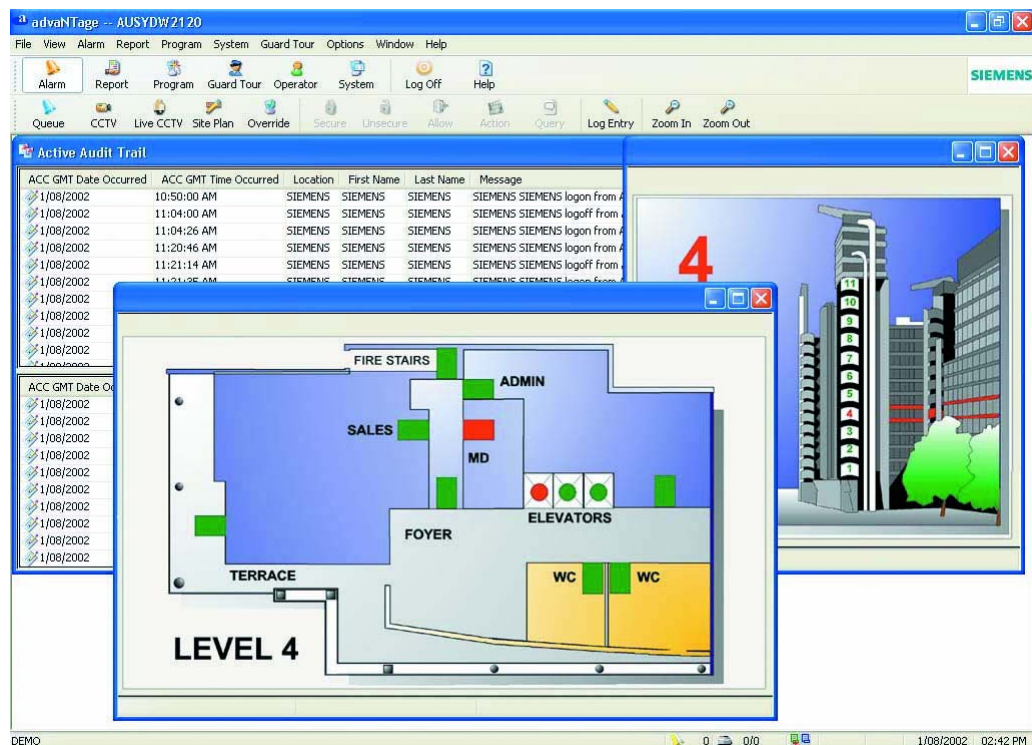 advaNTage -- AUSYDW2120
File View Alarm Report Program System Guard Tour Options Window Help
Alarm Report Program Guard Tour Operator System Log Off Help
SIEMENS
Queue CCTV Live CCTV Site Plan Override Secure Unsecure Allow Action Query Log Entry Zoom In Zoom Out
Active Audit Trail
ACC GMT Date Occurred ACC GMT Time Occurred Location First Name Last Name Message
1/08/2002 10:50:00 AM SIEMENS SIEMENS SIEMENS SIEMENS SIEMENS logon from
1/08/2002 11:04:00 AM SIEMENS SIEMENS SIEMENS SIEMENS SIEMENS logoff from
1/08/2002 11:04:26 AM SIEMENS SIEMENS SIEMENS SIEMENS SIEMENS logon from
1/08/2002 11:20:46 AM SIEMENS SIEMENS SIEMENS SIEMENS SIEMENS logon from
1/08/2002 11:21:14 AM SIEMENS SIEMENS SIEMENS SIEMENS SIEMENS logoff from
1/08/2002
1/08/2002
1/08/2002
1/08/2002
1/08/2002
ACC GMT Date
1/08/2002
1/08/2002
1/08/2002
1/08/2002
1/08/2002
1/08/2002
1/08/2002
1/08/2002
1/08/2002
1/08/2002
4
11
10
9
8
7
6
5
4
3
2
1
FIRE STAIRS
ADMIN
SALES
MD
ELEVATORS
FOYER
TERRACE
WC WC
LEVEL 4
DEMO 0 0/0 1/08/2002 02:42 PM